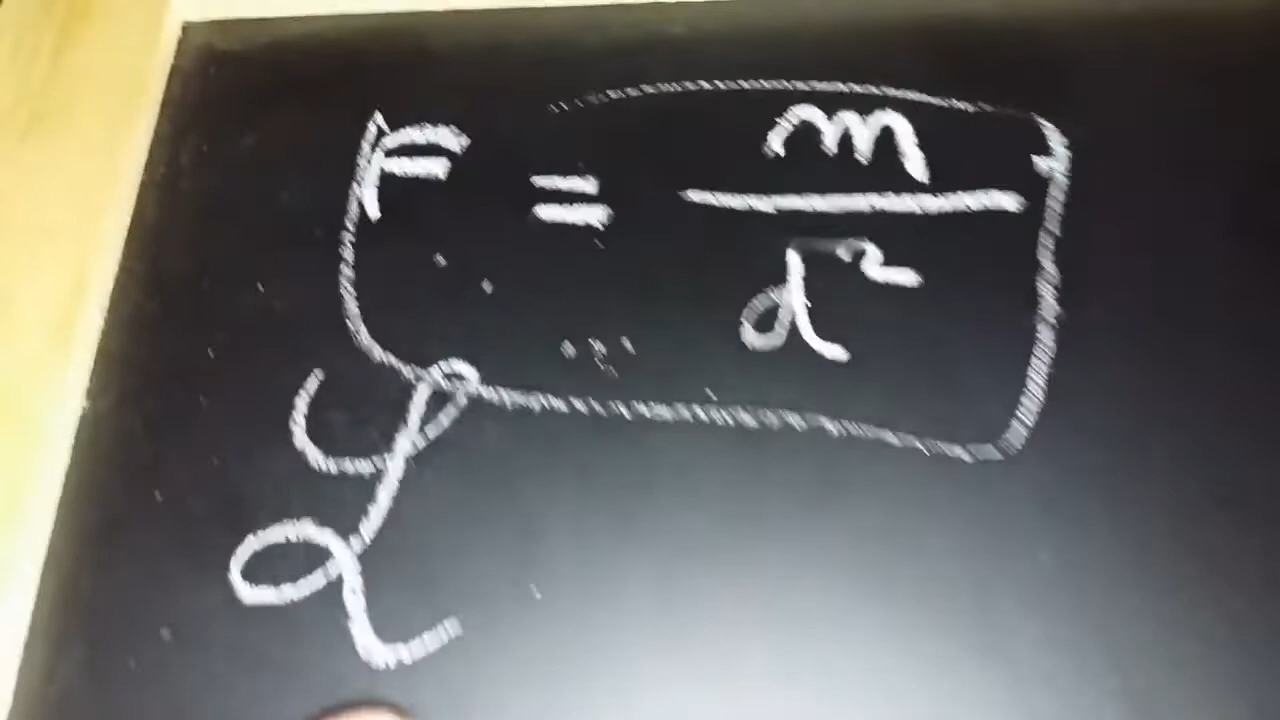 F = m/d²